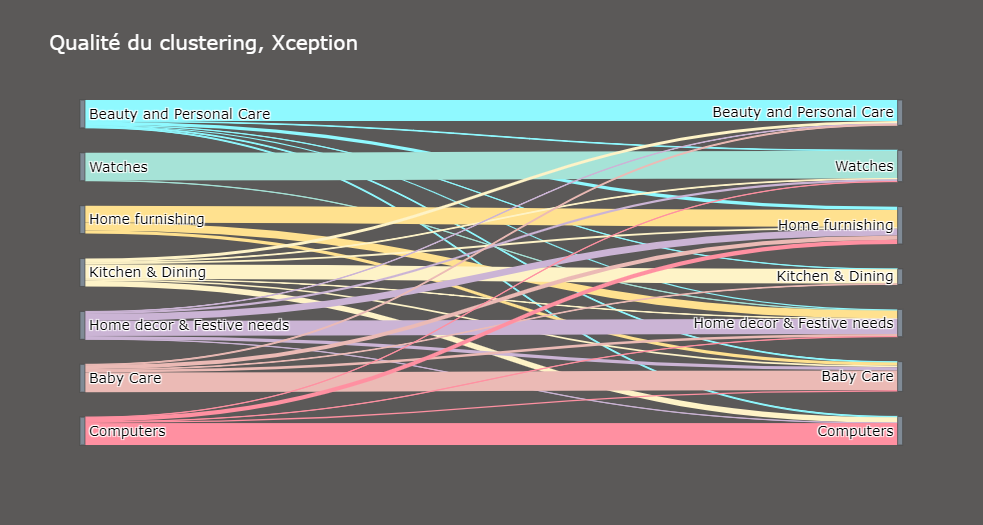 Qualité du clustering, Xception
Beauty and Personal Care
Beauty and Personal Care
Watches
Watches
Home furnishing
Home furnishing
Kitchen & Dining
Kitchen & Dining
Home decor & Festive needs
Home decor & Festive needs
Baby Care
Baby Care
Computers
Computers